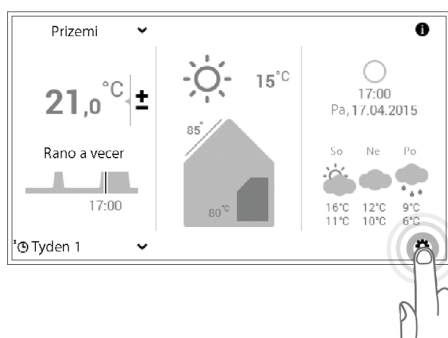 Prizemi
21,0°C ±
Rano a vecer
17:00
¹ Tyden 1
15°C
85°
80°C
17:00
Pa, 17.04.2015
So Ne Po
16°C 12°C 9°C
11°C 10°C 6°C